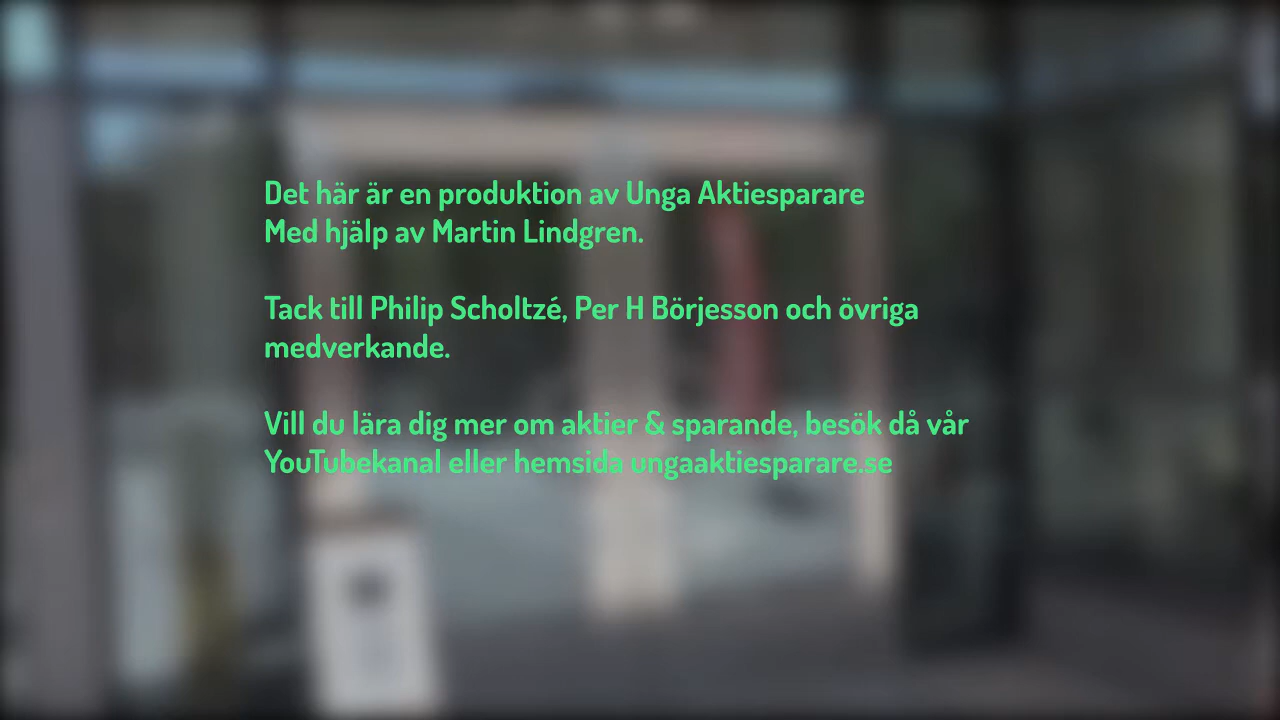 Det här är en produktion av Unga Aktiesparare
Med hjälp av Martin Lindgren.
Tack till Philip Scholtzé, Per H Börjesson och övriga
medverkande.
Vill du lära dig mer om aktier & sparande, besök då vår
YouTubekanal eller hemsida ungaaktiesparare.se